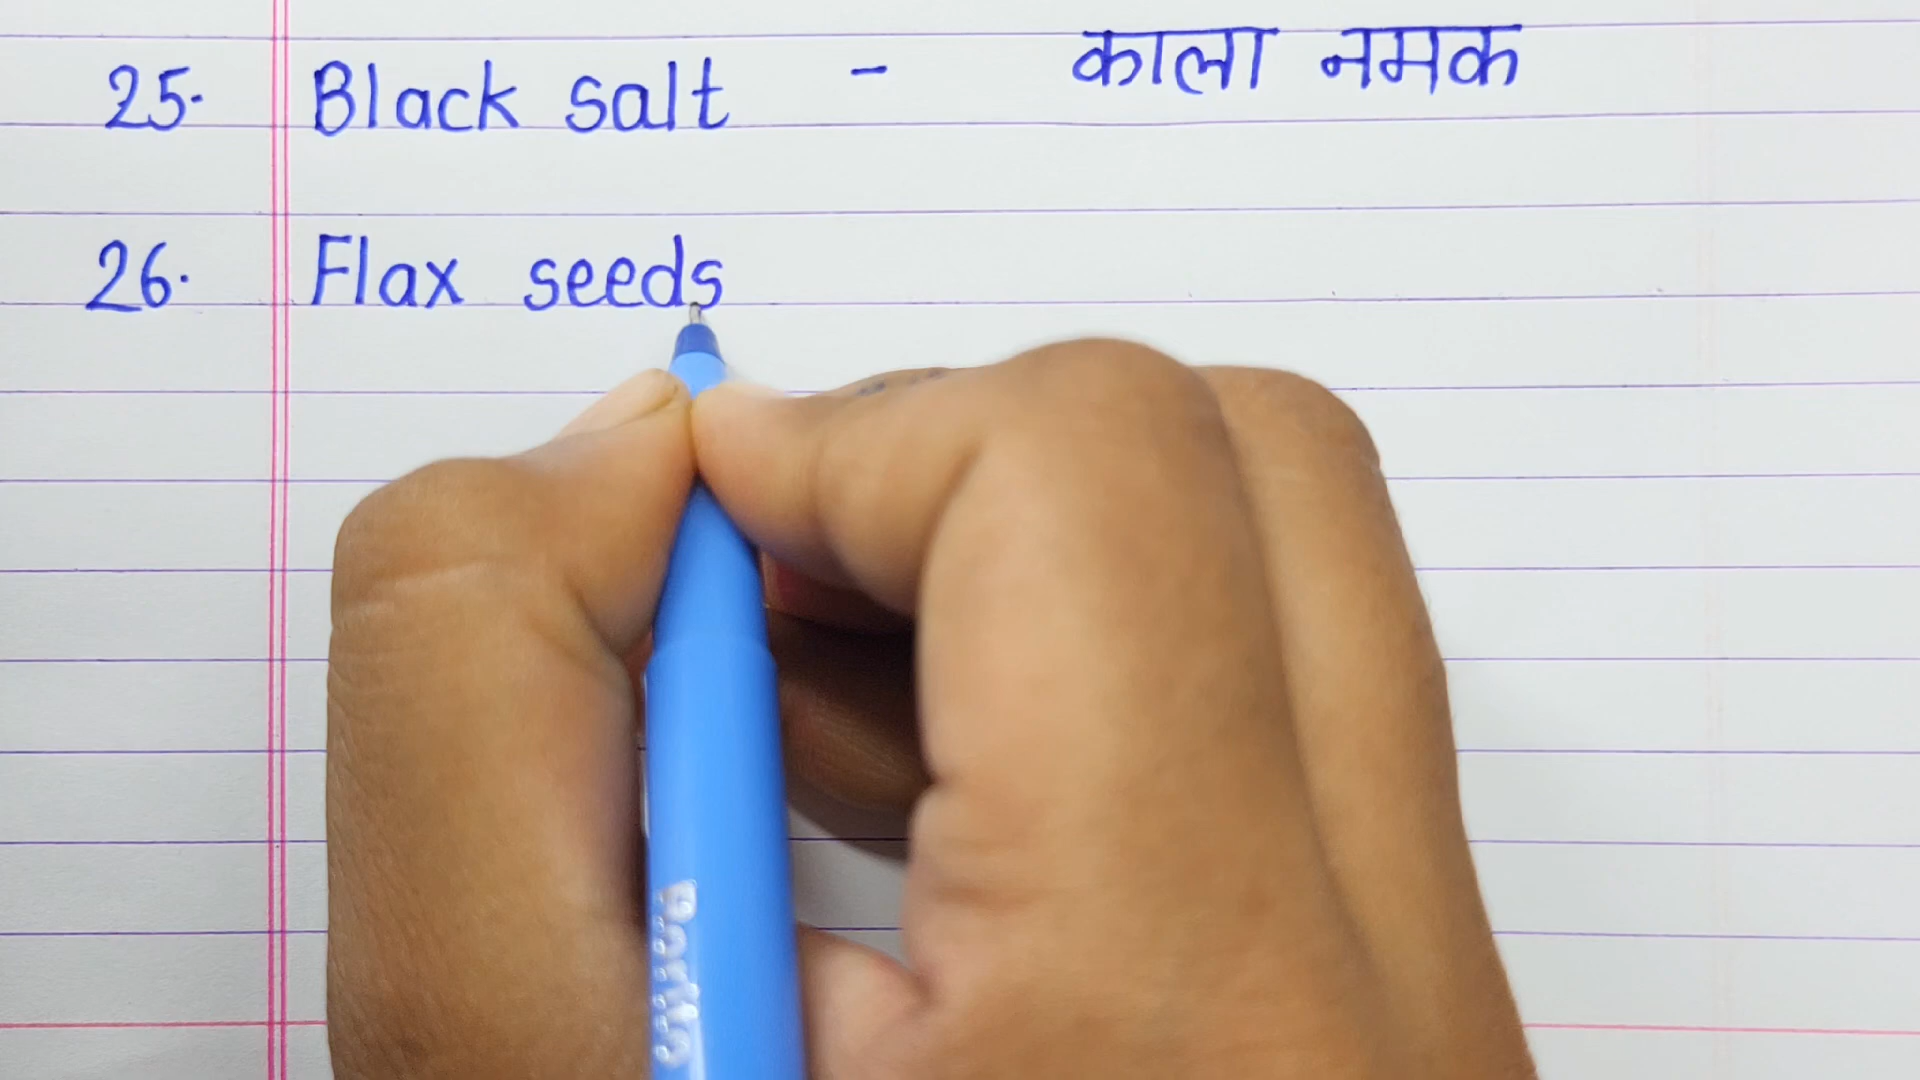 25. Black salt - काला नमक
26. Flax seeds